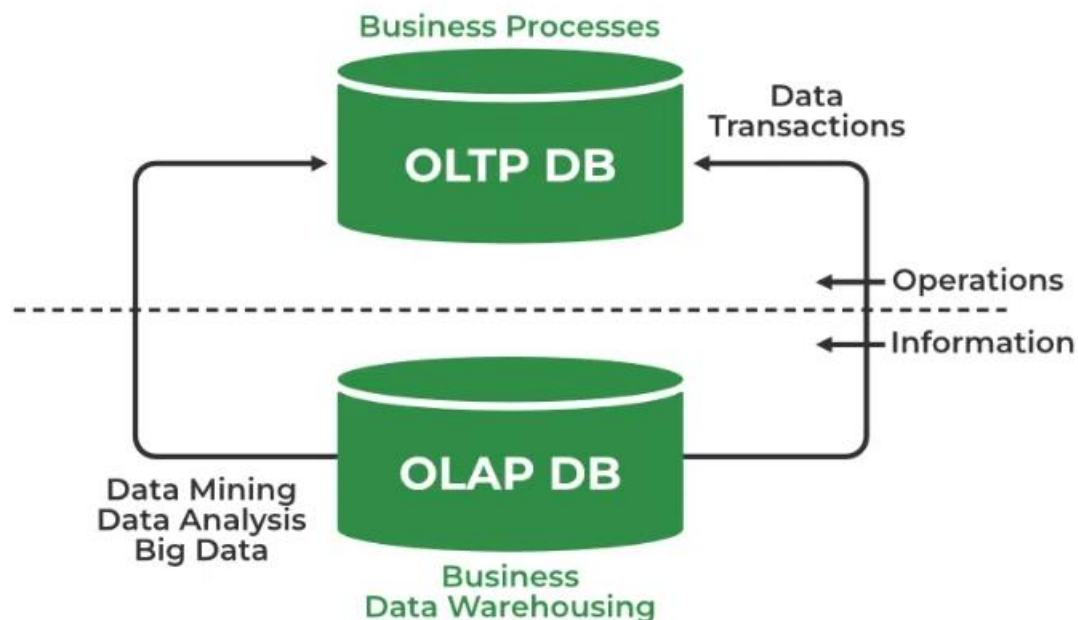 Business Processes
OLTP DB
Data
Transactions
Operations
Information
OLAP DB
Data Mining
Data Analysis
Big Data
Business
Data Warehousing